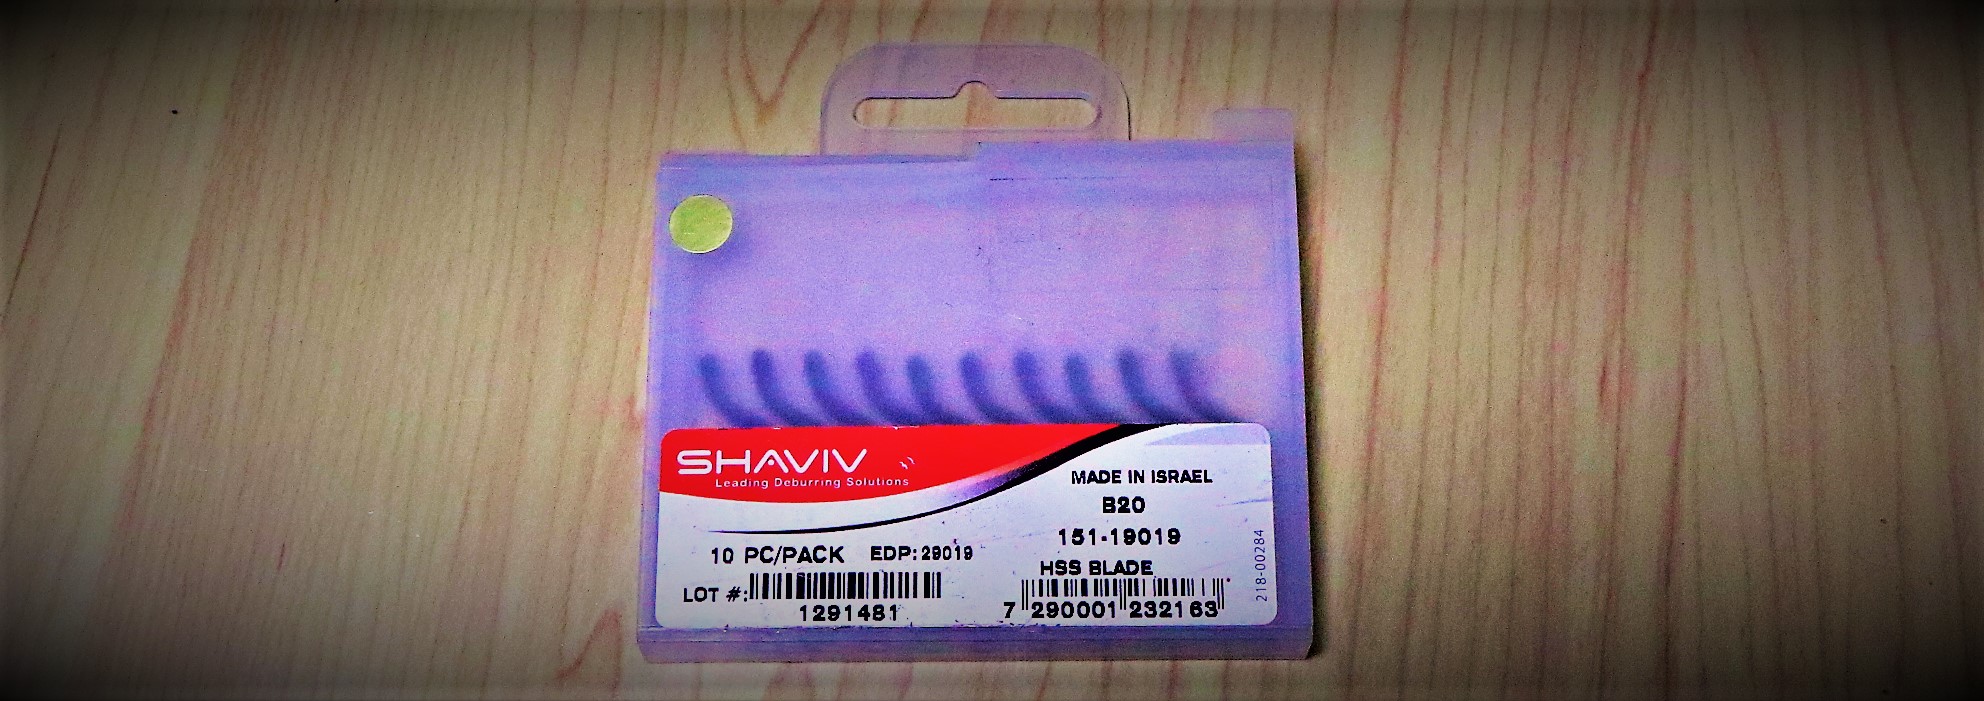 SHAVIV
Leading Deburring Solutions
MADE IN ISRAEL
B20
151-19019
10 PC/PACK EDP: 29019
HSS BLADE
LOT #:
1291481
7 290001 232163
218-00284